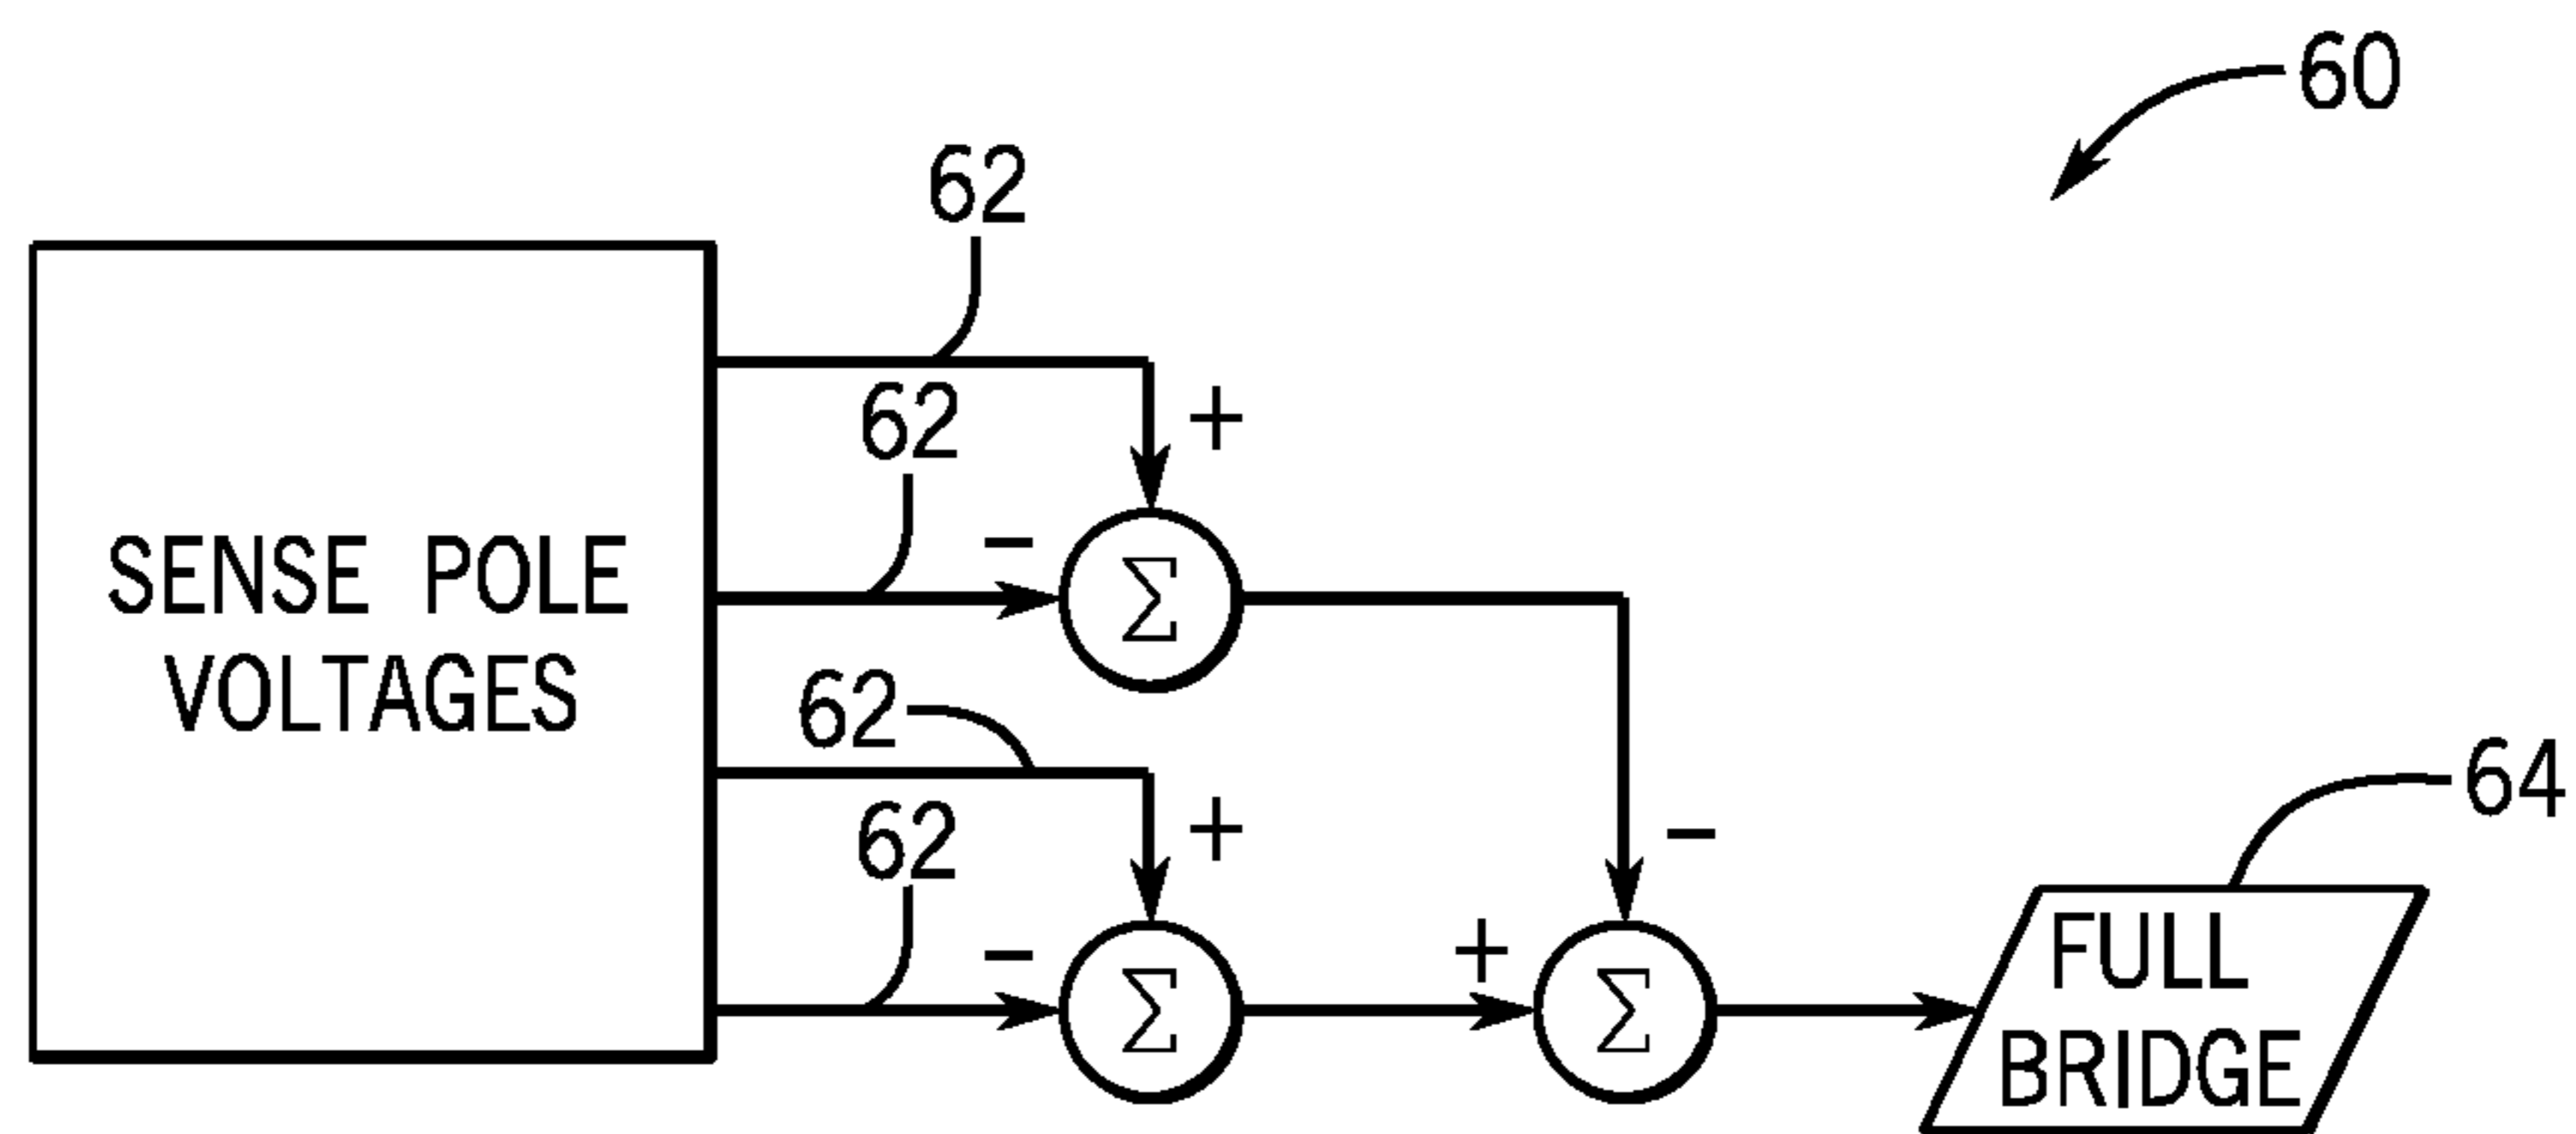 60
62
+
62
-
Σ
SENSE POLE
VOLTAGES
62
+
-
62
64
-
+
Σ
Σ
FULL
BRIDGE